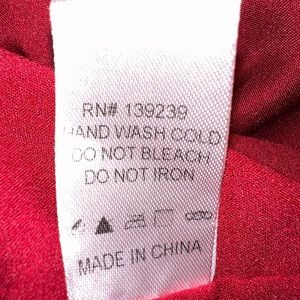 RN# 139239
HAND WASH COLD
DO NOT BLEACH
DO NOT IRON
MADE IN CHINA